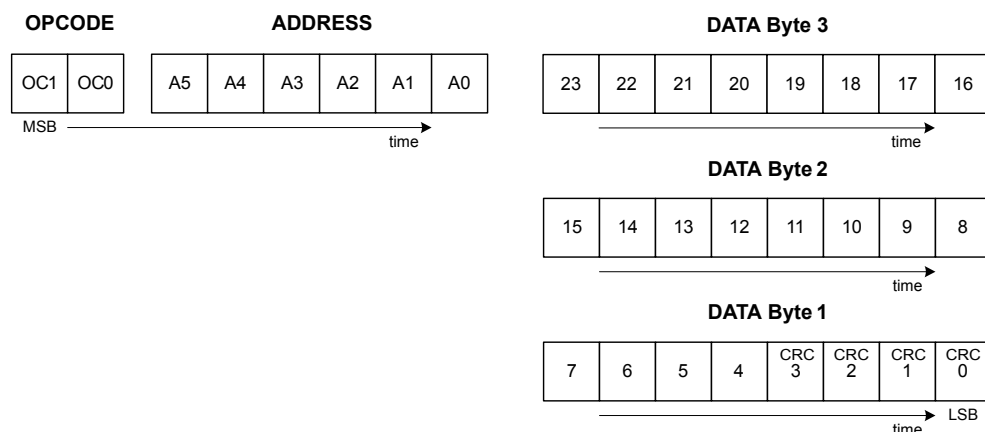 OPCODE ADDRESS DATA Byte 3
OC1 OC0 A5 A4 A3 A2 A1 A0 23 22 21 20 19 18 17 16
MSB
time time
DATA Byte 2
15 14 13 12 11 10 9 8
time
DATA Byte 1
7 6 5 4 CRC 3 CRC 2 CRC 1 CRC 0
LSB
time